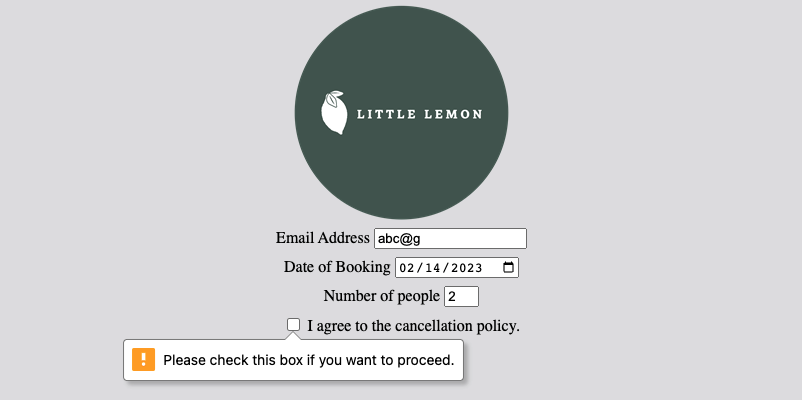 LITTLE LEMON
Email Address abc@g
Date of Booking 02/14/2023
Number of people 2
I agree to the cancellation policy.
! Please check this box if you want to proceed.